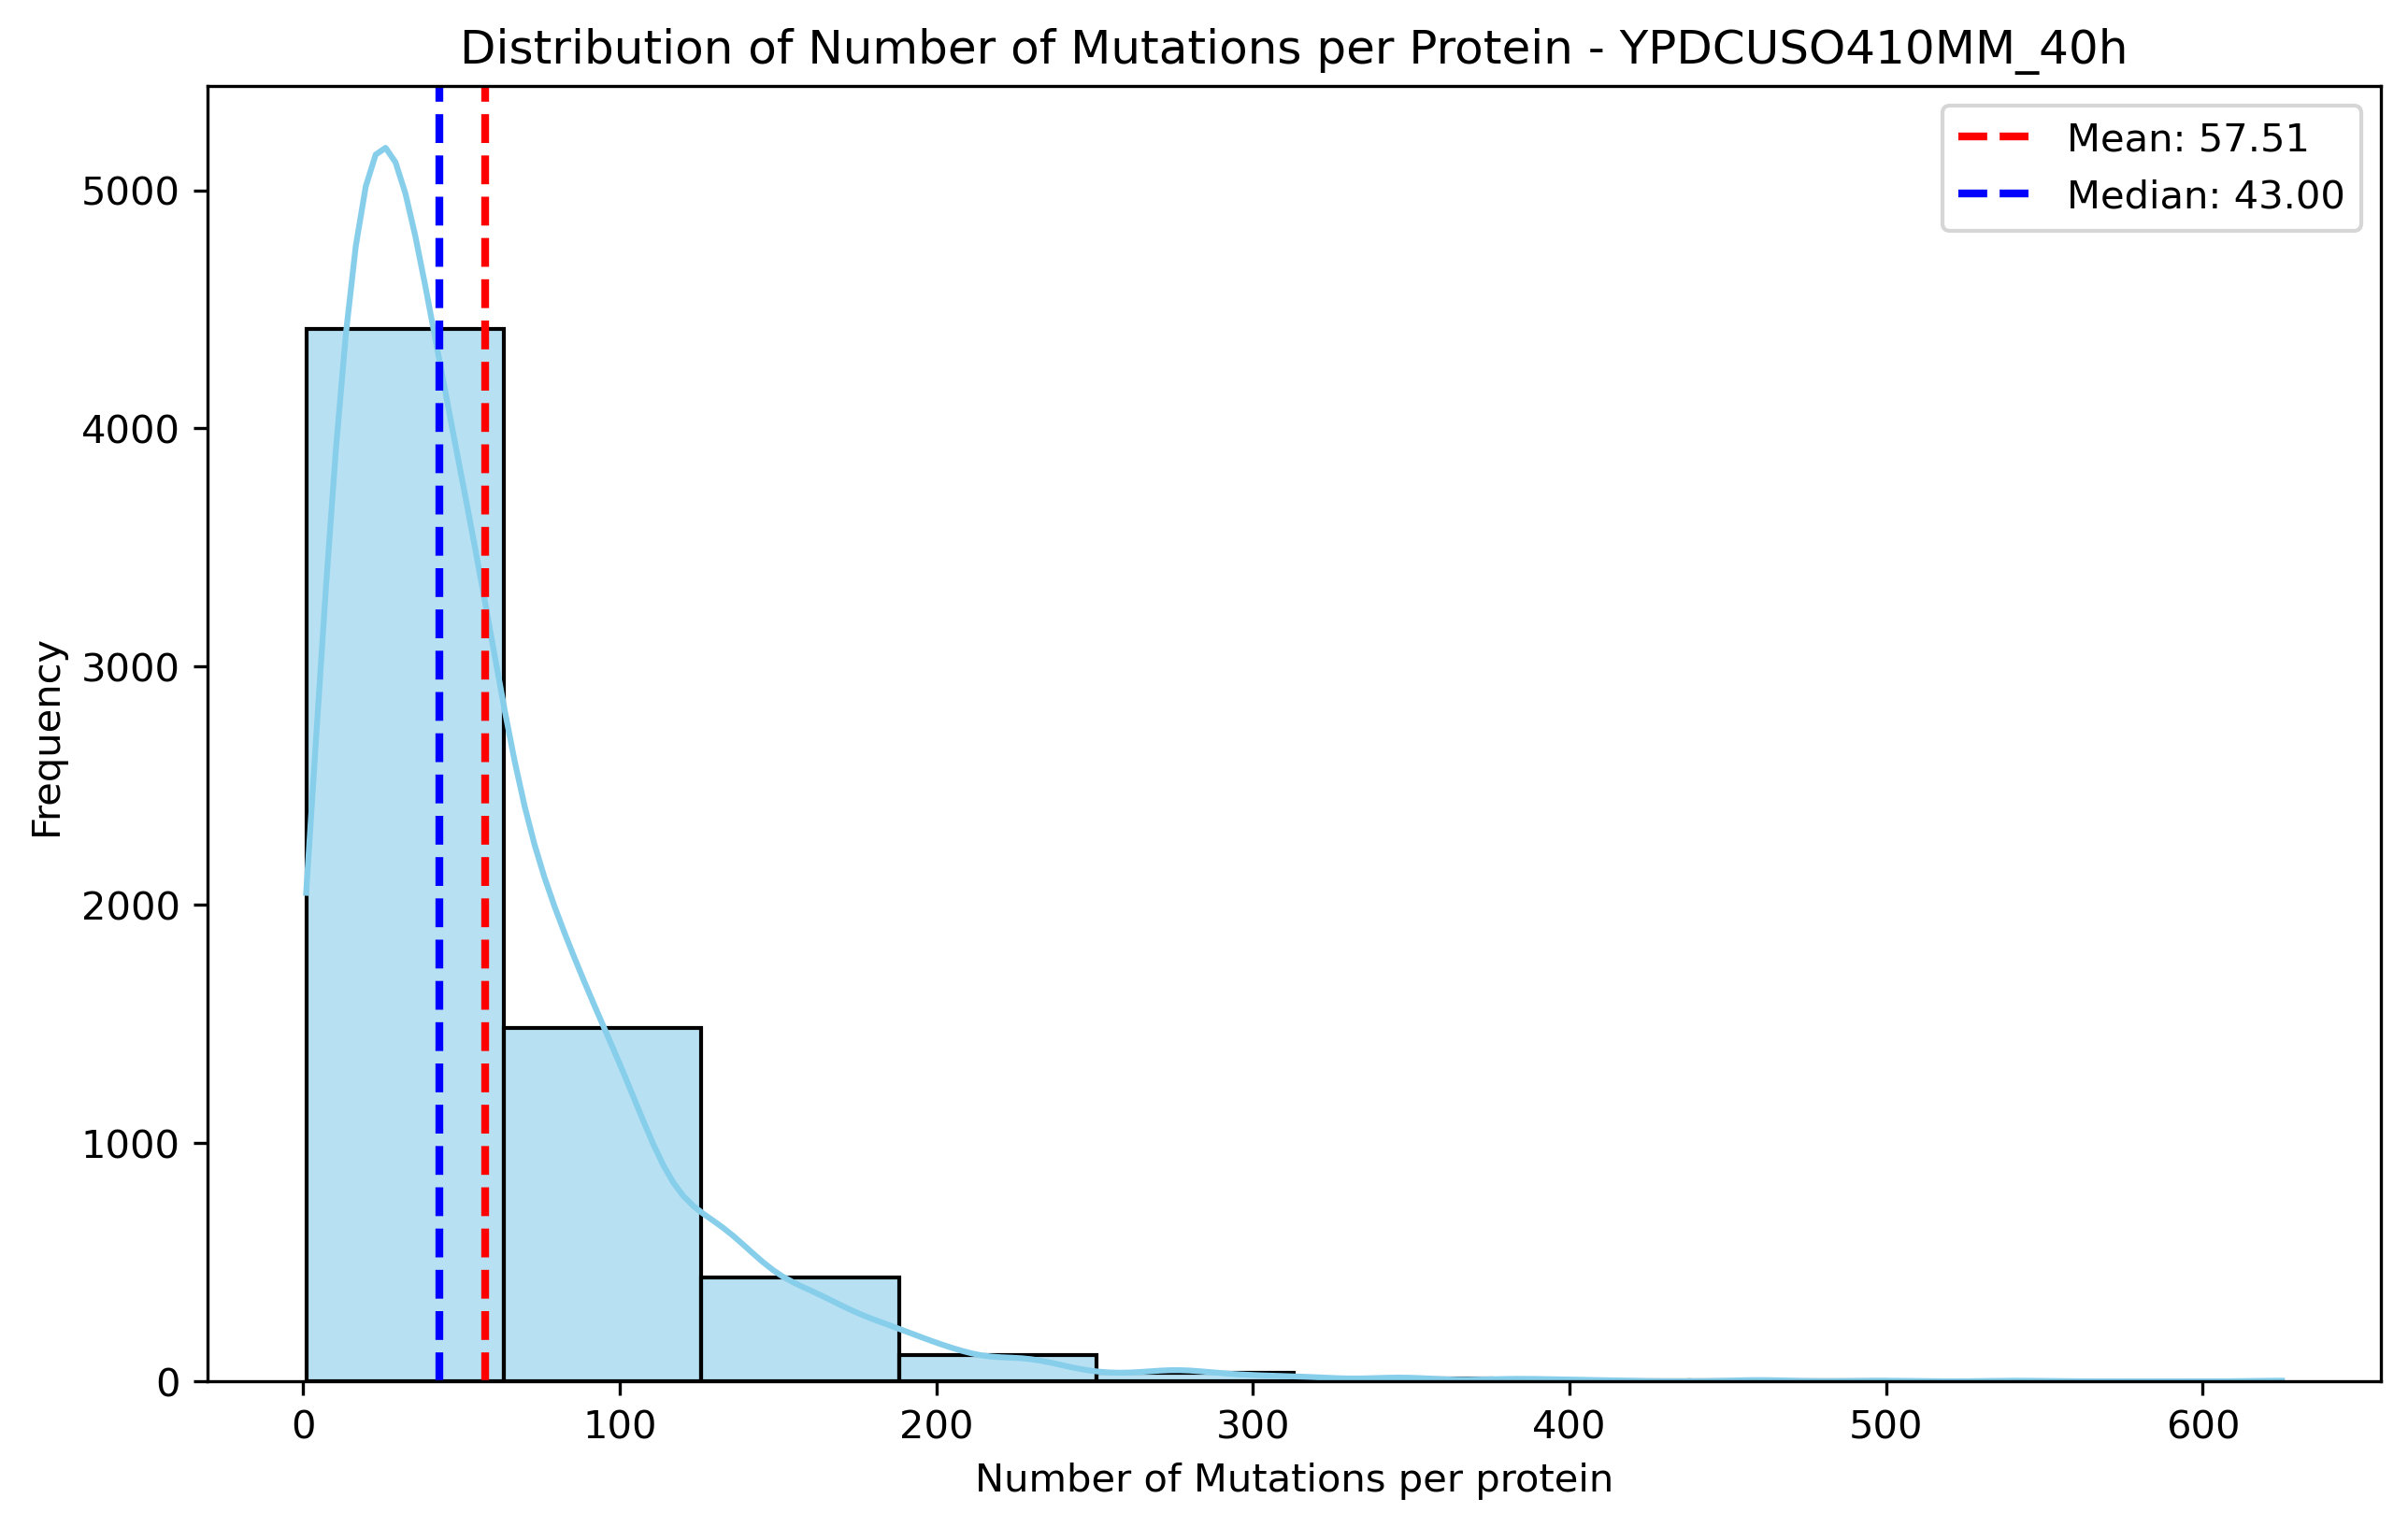 Distribution of Number of Mutations per Protein - YPDCUSO410MM_40h
Mean: 57.51
Median: 43.00
5000
4000
3000
2000
1000
0
Frequency
0 100 200 300 400 500 600
Number of Mutations per protein